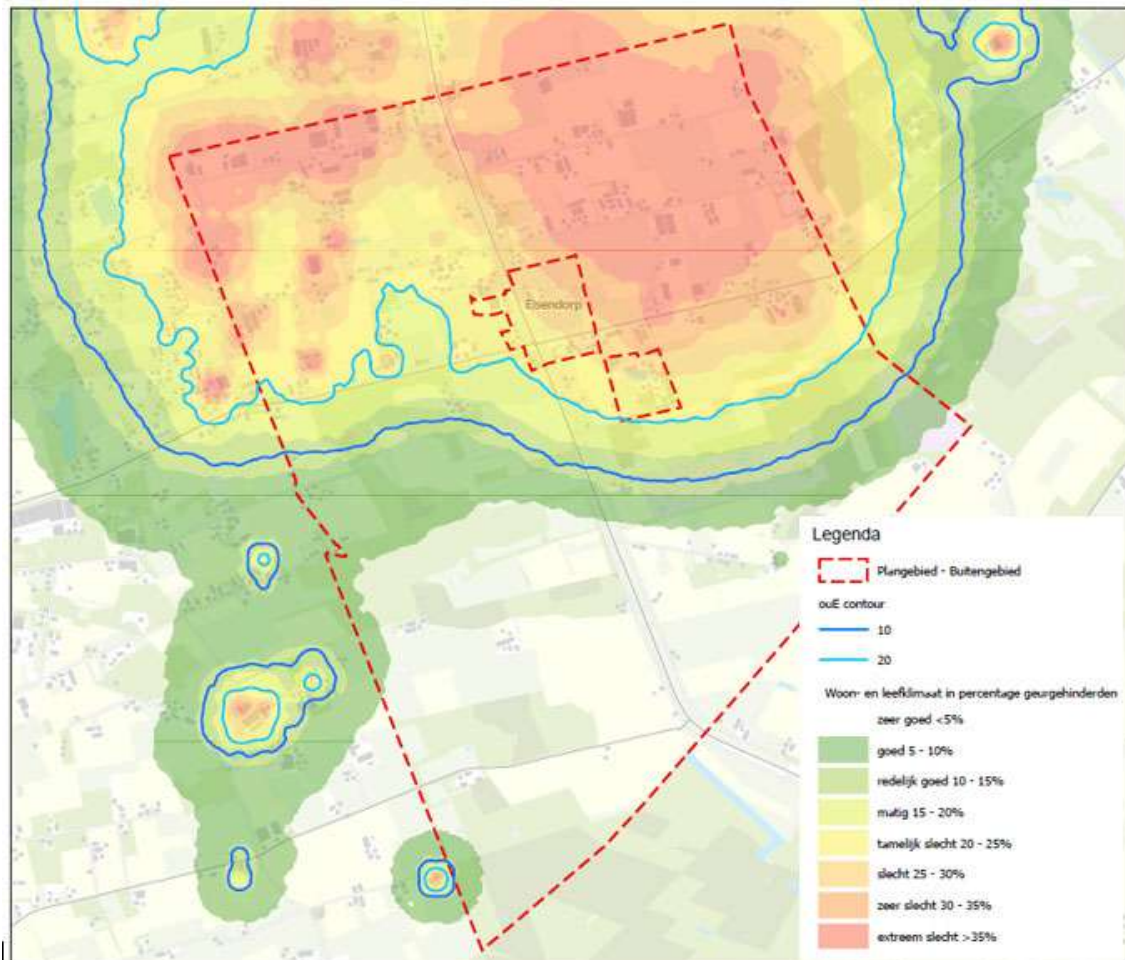 Elsendorp
Legenda
Plangebied - Buitengebied
ouE contour
10
20
Woon- en leefklimaat in percentage geurgehinderden
zeer goed <5%
goed 5 - 10%
redelijk goed 10 - 15%
matig 15 - 20%
tamelijk slecht 20 - 25%
slecht 25 - 30%
zeer slecht 30 - 35%
extreem slecht >35%